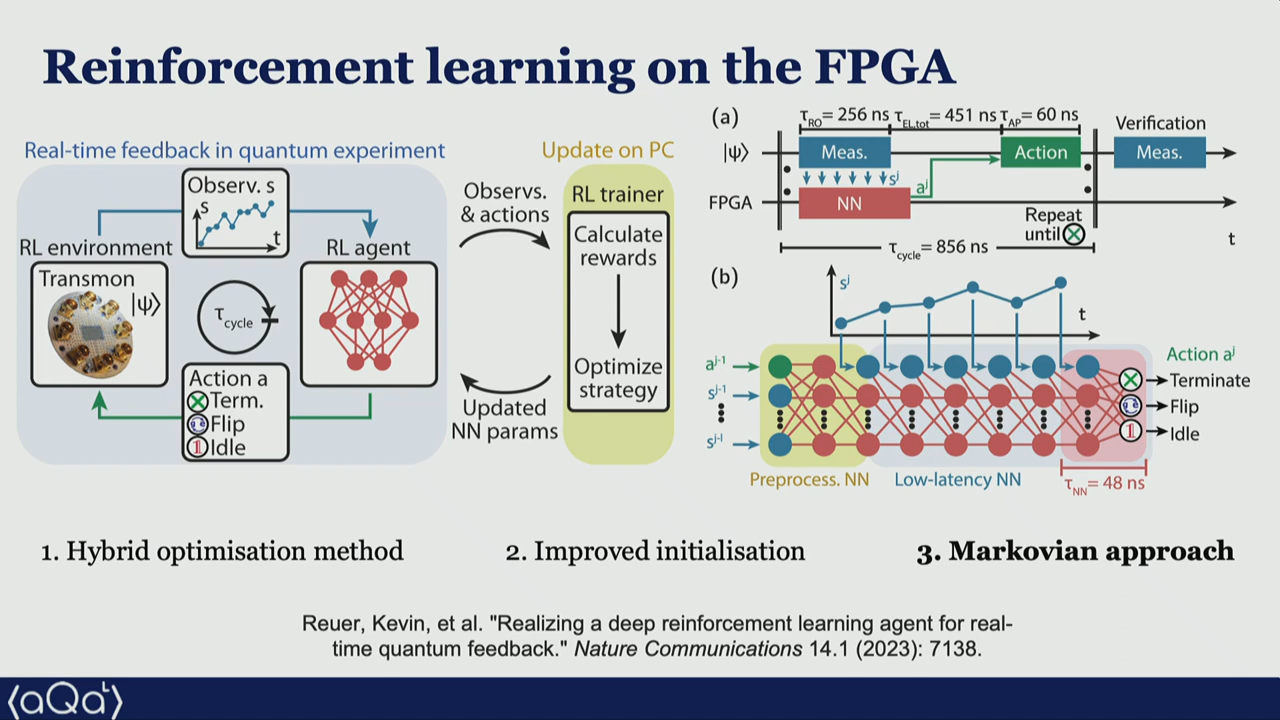 Reinforcement learning on the FPGA
Real-time feedback in quantum experiment
Update on PC
Observ. s
s
t
RL environment
RL agent
Transmon
|ψ⟩
τcycle
Action a
Term.
Flip
Idle
Observs.
& actions
Updated
NN params
RL trainer
Calculate
rewards
Optimize
strategy
(a)
τRO= 256 ns τEL,tot= 451 ns τAP= 60 ns
Verification
|ψ⟩
Meas.
Action
Meas.
sʲ
aʲ
FPGA
NN
Repeat
until
τcycle= 856 ns
t
(b)
sʲ
t
aʲ⁻¹
sʲ⁻¹
sʲ⁻ˡ
Action aʲ
Terminate
Flip
Idle
Preprocess. NN
Low-latency NN
τNN= 48 ns
1. Hybrid optimisation method
2. Improved initialisation
3. Markovian approach
Reuer, Kevin, et al. "Realizing a deep reinforcement learning agent for real-
time quantum feedback." Nature Communications 14.1 (2023): 7138.
⟨aQaᴸ⟩